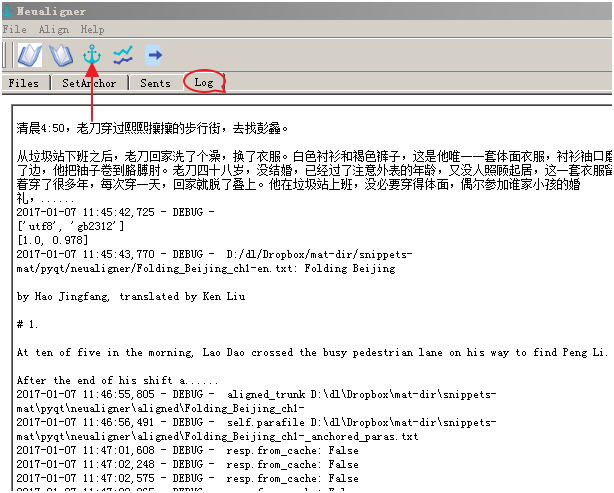 Neualigner
File Align Help
Files SetAnchor Sents Log
清晨4:50，老刀穿过熙熙攘攘的步行街，去找彭蠡。
从垃圾站下班之后，老刀回家洗了个澡，换了衣服。白色衬衫和褐色裤子，这是他唯一一套体面衣服，衬衫袖口磨
了边，他把袖子卷到胳膊肘。老刀四十八岁，没结婚，已经过了注意外表的年龄，又没人照顾起居，这一套衣服留
着穿了很多年，每次穿一天，回家就脱了叠上。他在垃圾站上班，没必要穿得体面，偶尔参加谁家小孩的婚
礼，......
2017-01-07 11:45:42,725 - DEBUG -
['utf8', 'gb2312']
[1.0, 0.978]
2017-01-07 11:45:43,770 - DEBUG - D:/dl/Dropbox/mat-dir/snippets-
mat/pyqt/neualigner/Folding_Beijing_ch1-en.txt: Folding Beijing
by Hao Jingfang, translated by Ken Liu
# 1.
At ten of five in the morning, Lao Dao crossed the busy pedestrian lane on his way to find Peng Li.
After the end of his shift a......
2017-01-07 11:46:55,805 - DEBUG - aligned_trunk D:\dl\Dropbox\mat-dir\snippets-
mat\pyqt\neualigner\aligned\Folding_Beijing_ch1-
2017-01-07 11:46:56,491 - DEBUG - self.parafile D:\dl\Dropbox\mat-dir\snippets-
mat\pyqt\neualigner\aligned\Folding_Beijing_ch1-_anchored_paras.txt
2017-01-07 11:47:01,608 - DEBUG - resp.from_cache: False
2017-01-07 11:47:02,248 - DEBUG - resp.from_cache: False
2017-01-07 11:47:02,575 - DEBUG - resp.from_cache: False